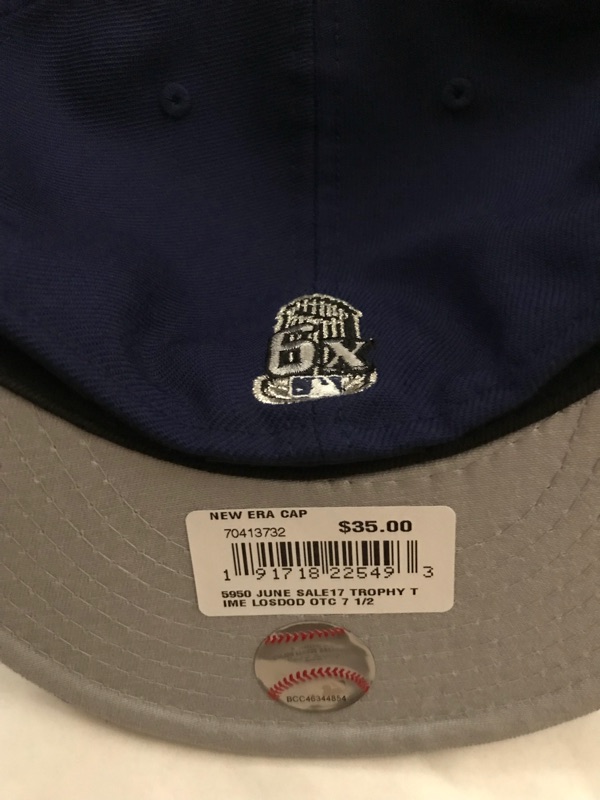 6X
NEW ERA CAP
70413732 $35.00
1 91718 22549 3
5950 JUNE SALE17 TROPHY T
IME LOSDOD OTC 7 1/2
BCC46344854